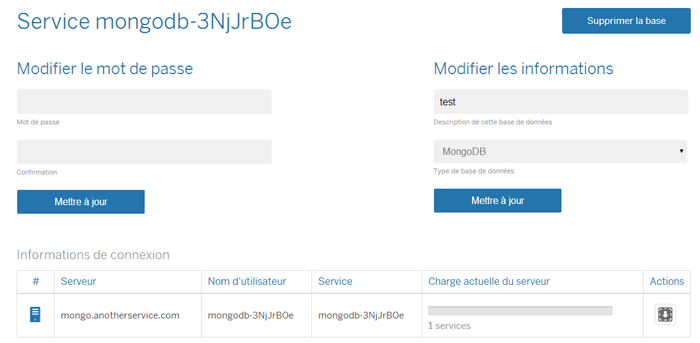 Service mongodb-3NjJrBOe
Supprimer la base
Modifier le mot de passe
Mot de passe
Confirmation
Mettre à jour
Modifier les informations
test
Description de cette base de données
MongoDB
Type de base de données
Mettre à jour
Informations de connexion
# Serveur Nom d'utilisateur Service Charge actuelle du serveur Actions
mongo.anotherservice.com mongodb-3NjJrBOe mongodb-3NjJrBOe
1 services